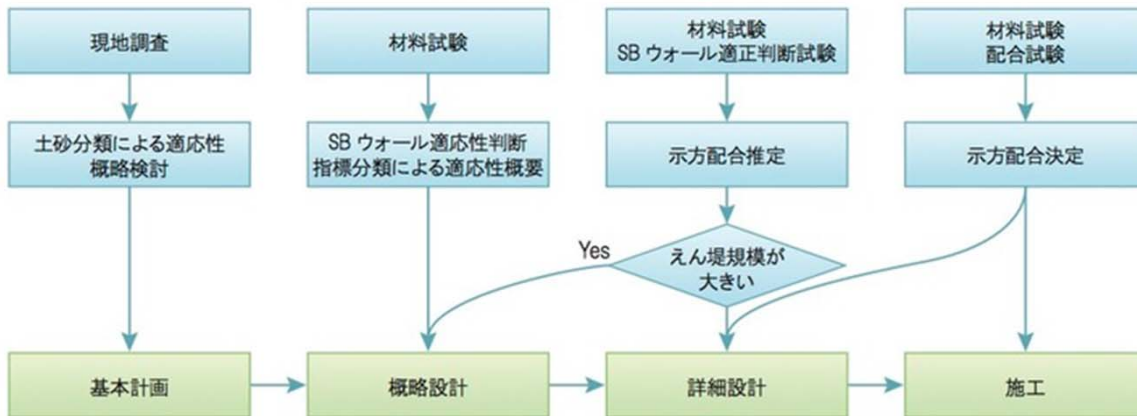 現地調査
材料試験
材料試験
SB ウォール適正判断試験
材料試験
配合試験
土砂分類による適応性
概略検討
SB ウォール適応性判断
指標分類による適応性概要
示方配合推定
示方配合決定
Yes
えん堤規模が
大きい
基本計画
概略設計
詳細設計
施工